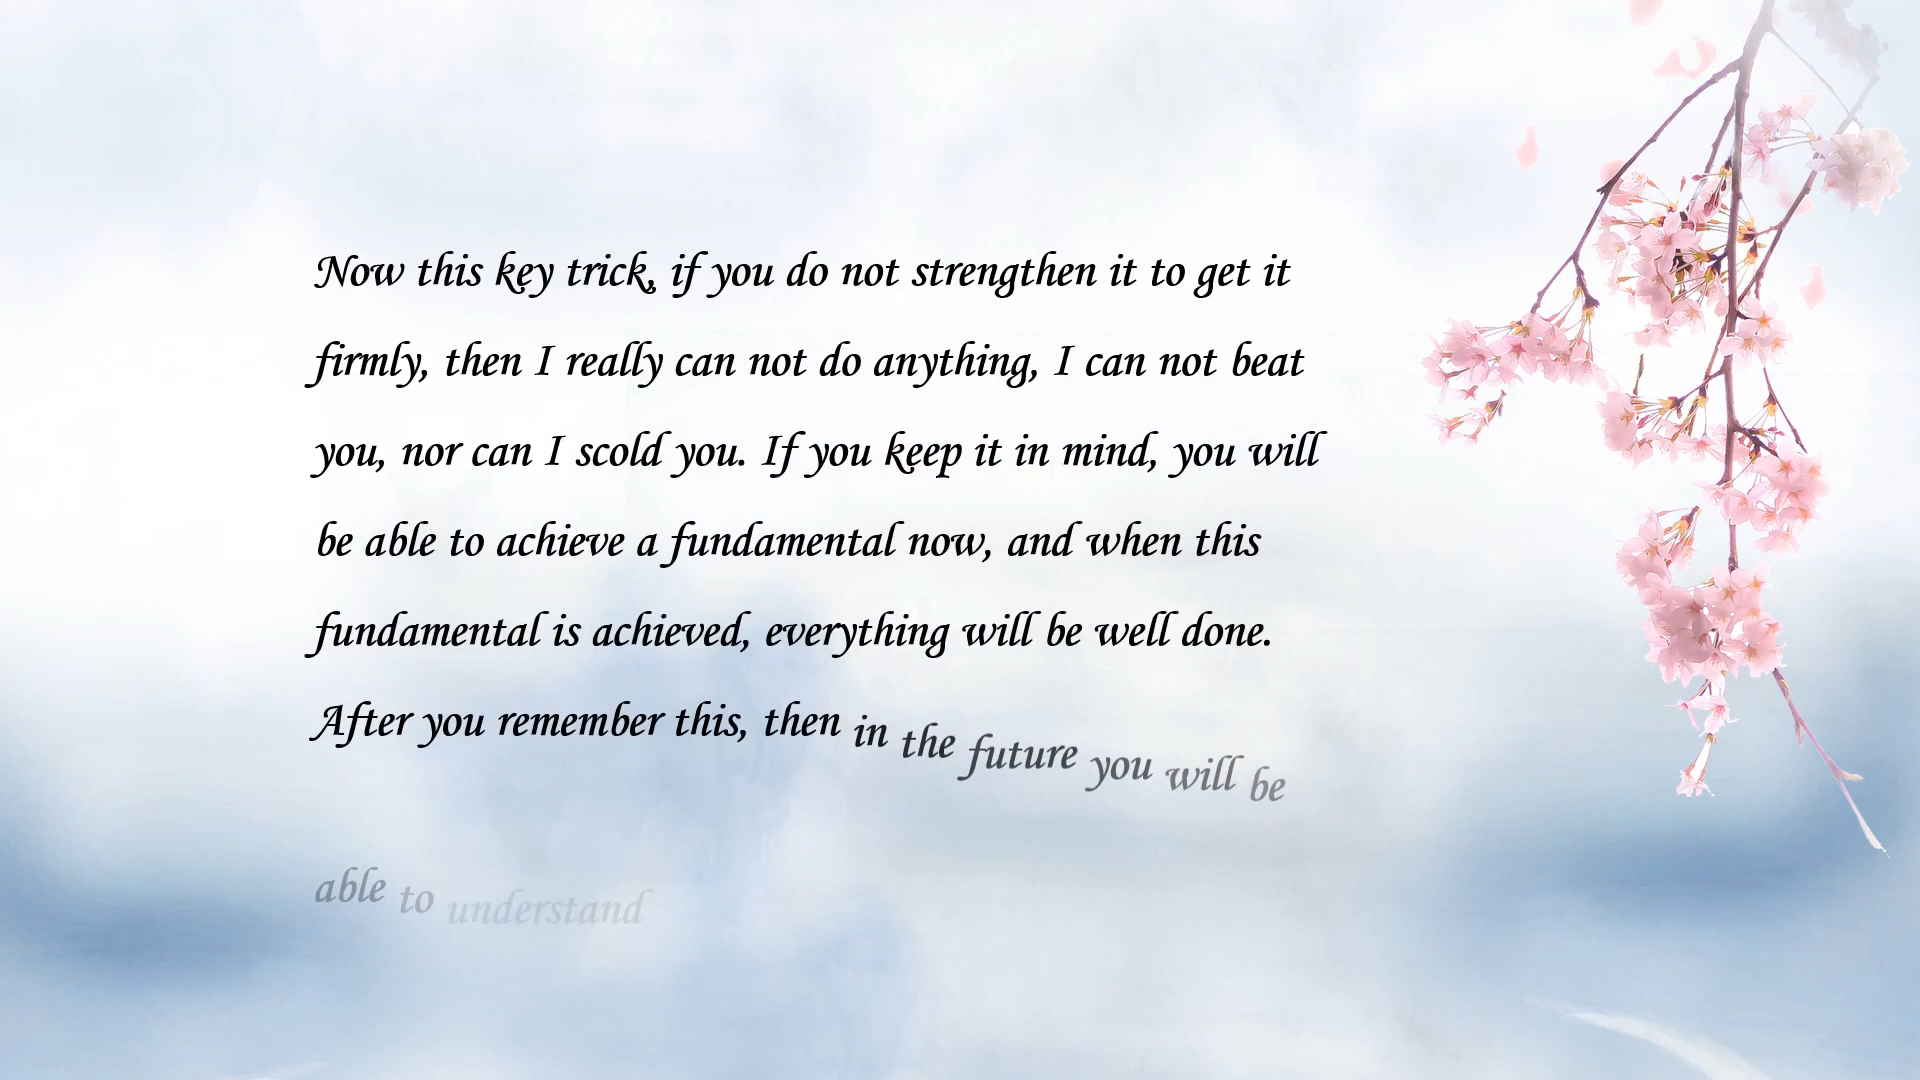 Now this key trick, if you do not strengthen it to get it
firmly, then I really can not do anything, I can not beat
you, nor can I scold you. If you keep it in mind, you will
be able to achieve a fundamental now, and when this
fundamental is achieved, everything will be well done.
After you remember this, then in the future you will be
able to understand